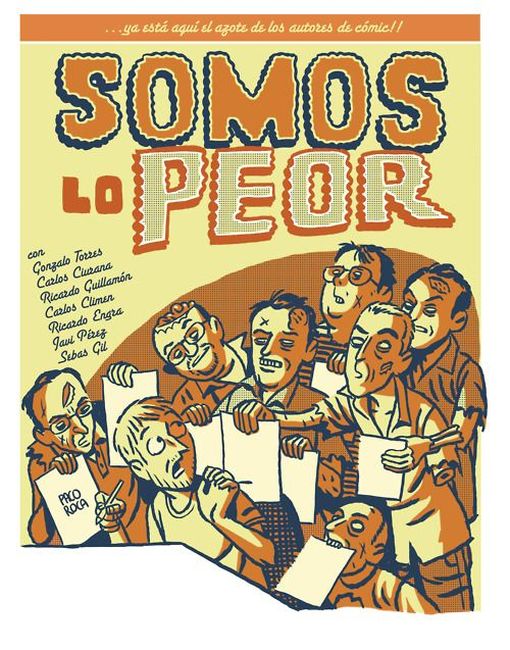 ...ya está aquí el azote de los autores de cómic!!
SOMOS
LO PEOR
con
Gonzalo Torres
Carlos Ciurana
Ricardo Guillamón
Carlos Climen
Ricardo Engra
Javi Pérez
Sebas Gil
PACO
ROCA